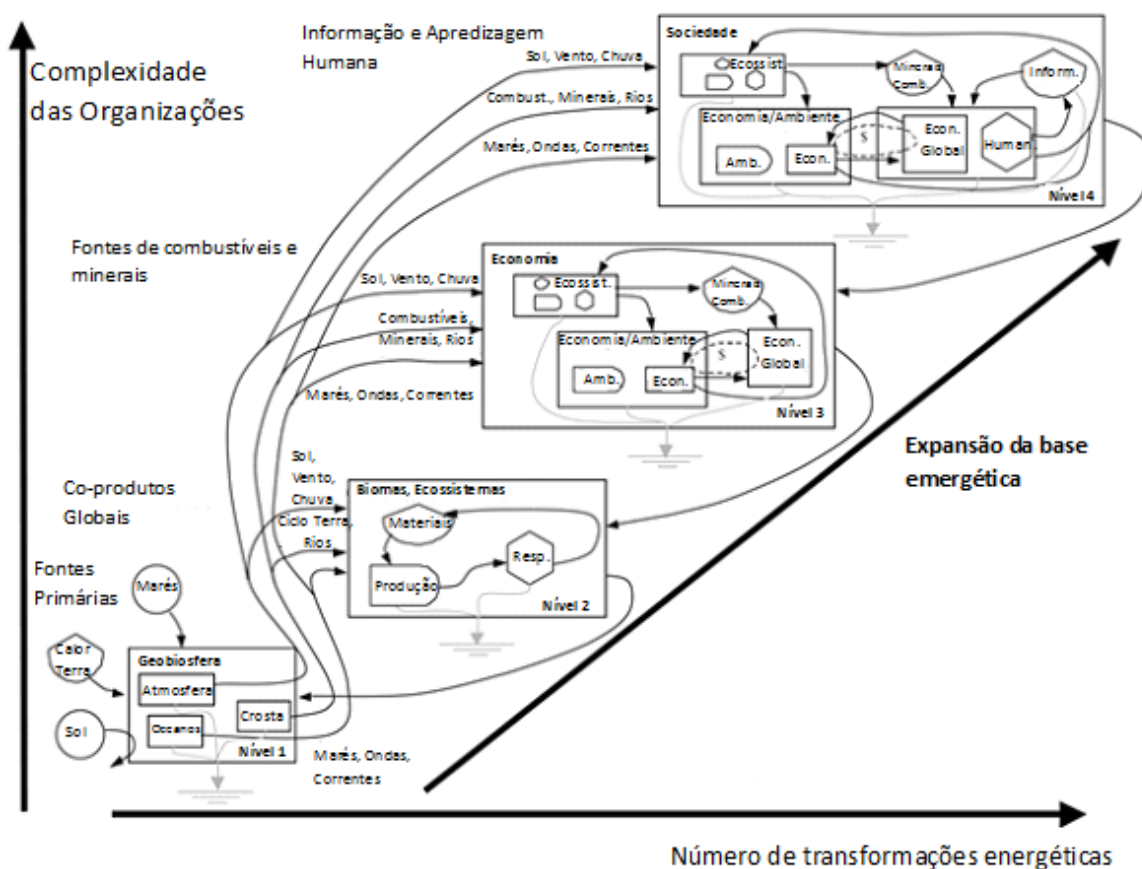 Complexidade
das Organizações
Informação e Apredizagem
Humana
Sol, Vento, Chuva
Combust., Minerais, Rios
Marés, Ondas, Correntes
Sociedade
Ecossist.
Minerais
Comb.
Inform.
Economia/Ambiente
Amb.
Econ.
$
Econ.
Global
Human.
Nível 4
Fontes de combustíveis e
minerais
Sol, Vento, Chuva
Combustíveis,
Minerais, Rios
Marés, Ondas, Correntes
Economia
Ecossist.
Minerais
Comb.
Economia/Ambiente
Amb.
Econ.
$
Econ.
Global
Nível 3
Expansão da base
emergética
Co-produtos
Globais
Sol,
Vento,
Chuva
Ciclo Terra,
Rios
Biomas, Ecossistemas
Materiais
Produção
Resp.
Nível 2
Fontes
Primárias
Marés
Calor
Terra
Sol
Geobiosfera
Atmosfera
Oceanos
Crosta
Nível 1
Marés, Ondas,
Correntes
Número de transformações energéticas